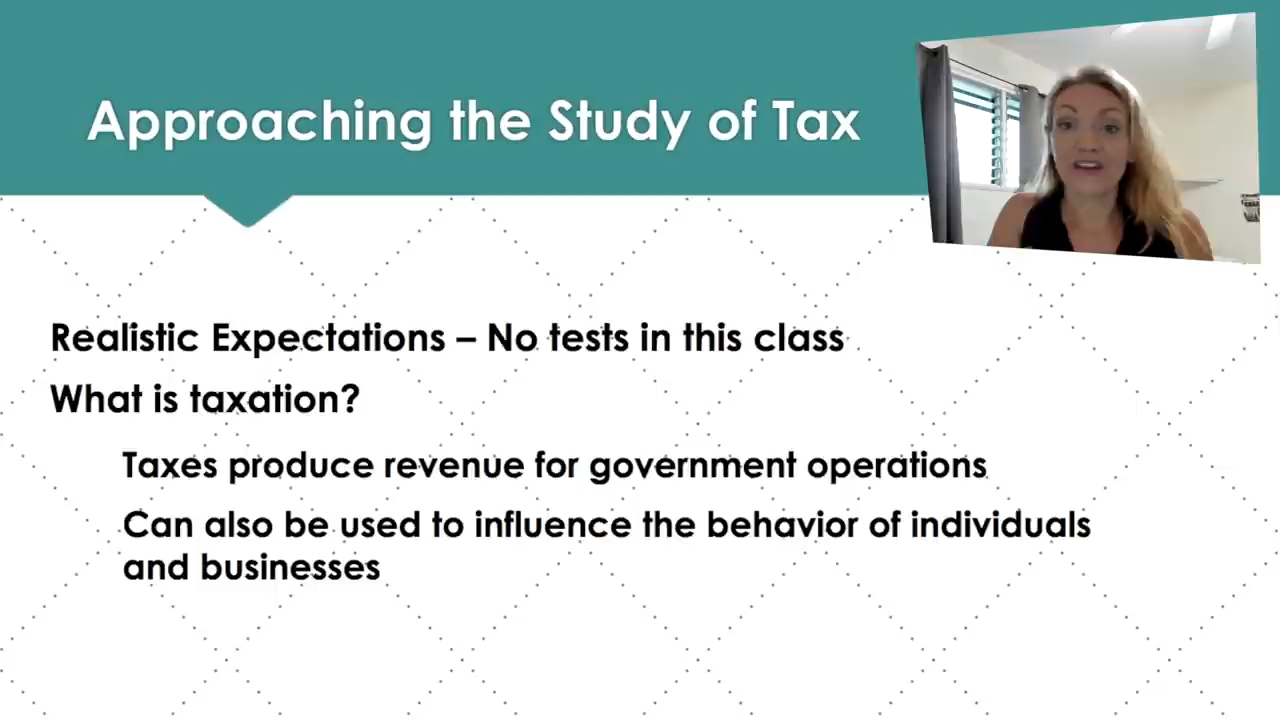 Approaching the Study of Tax
Realistic Expectations – No tests in this class
What is taxation?
Taxes produce revenue for government operations
Can also be used to influence the behavior of individuals
and businesses